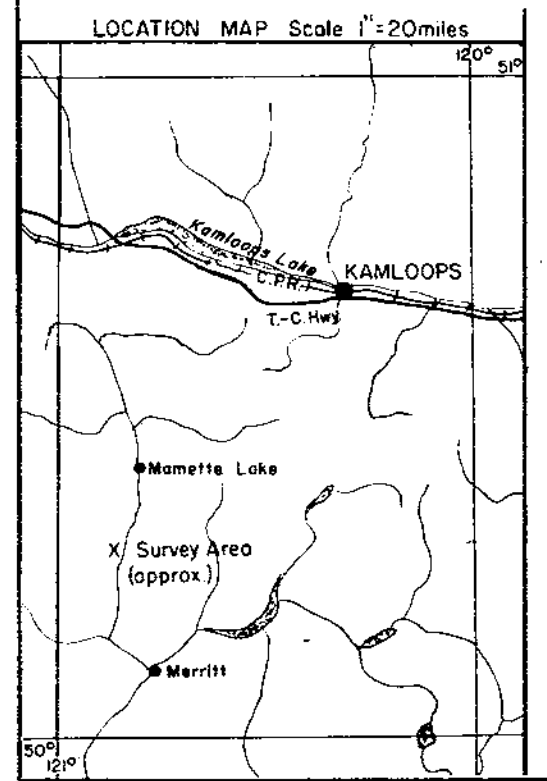 LOCATION MAP Scale 1"=20miles
120°
51°
Kamloops Lake
KAMLOOPS
C.P.R.
T.-C. Hwy
Mamette Lake
X Survey Area
(approx.)
Merritt
50°
121°